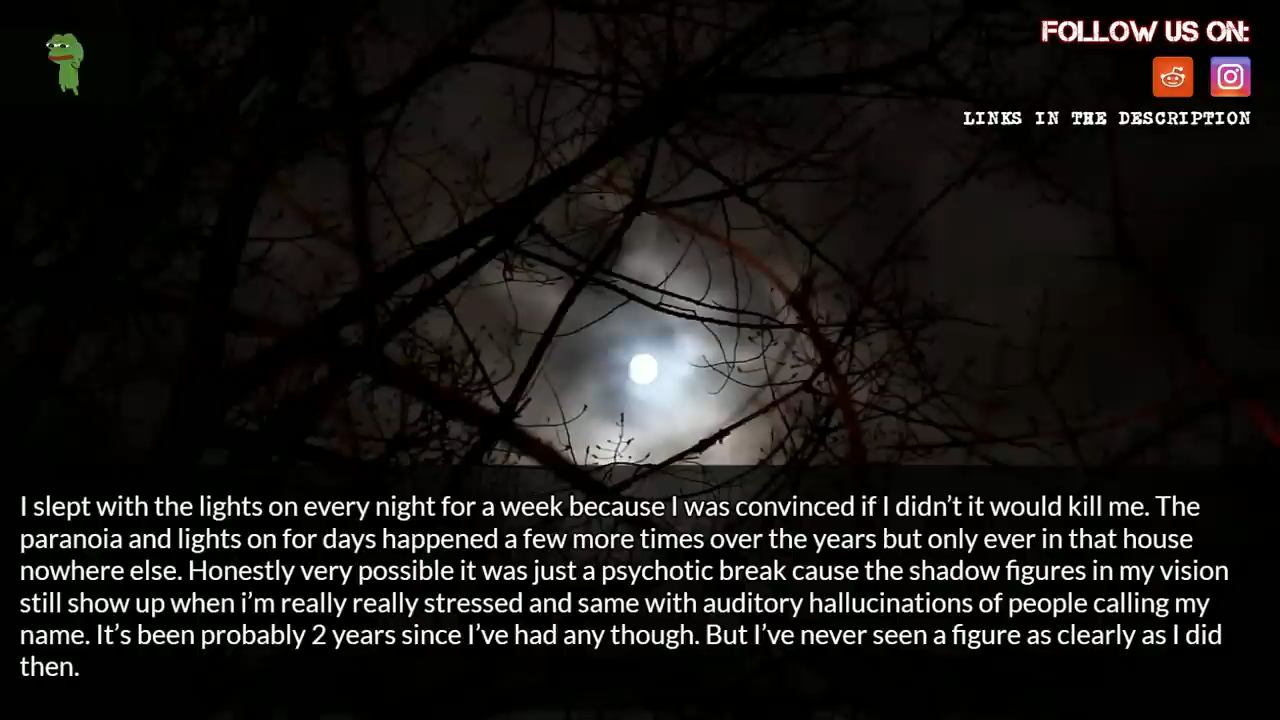 FOLLOW US ON:
LINKS IN THE DESCRIPTION
I slept with the lights on every night for a week because I was convinced if I didn’t it would kill me. The
paranoia and lights on for days happened a few more times over the years but only ever in that house
nowhere else. Honestly very possible it was just a psychotic break cause the shadow figures in my vision
still show up when i’m really really stressed and same with auditory hallucinations of people calling my
name. It’s been probably 2 years since I’ve had any though. But I’ve never seen a figure as clearly as I did
then.